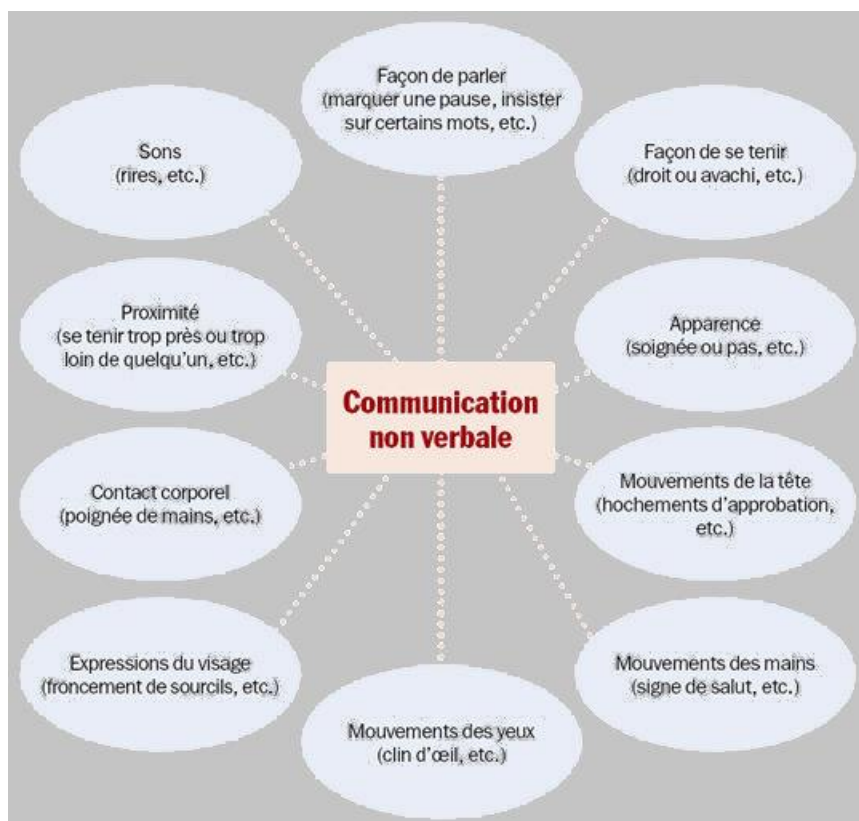 Façon de parler
(marquer une pause, insister
sur certains mots, etc.)
Sons
(rires, etc.)
Façon de se tenir
(droit ou avachi, etc.)
Proximité
(se tenir trop près ou trop
loin de quelqu'un, etc.)
Apparence
(soignée ou pas, etc.)
Communication
non verbale
Contact corporel
(poignée de mains, etc.)
Mouvements de la tête
(hochements d'approbation,
etc.)
Expressions du visage
(froncement de sourcils, etc.)
Mouvements des mains
(signe de salut, etc.)
Mouvements des yeux
(clin d'œil, etc.)